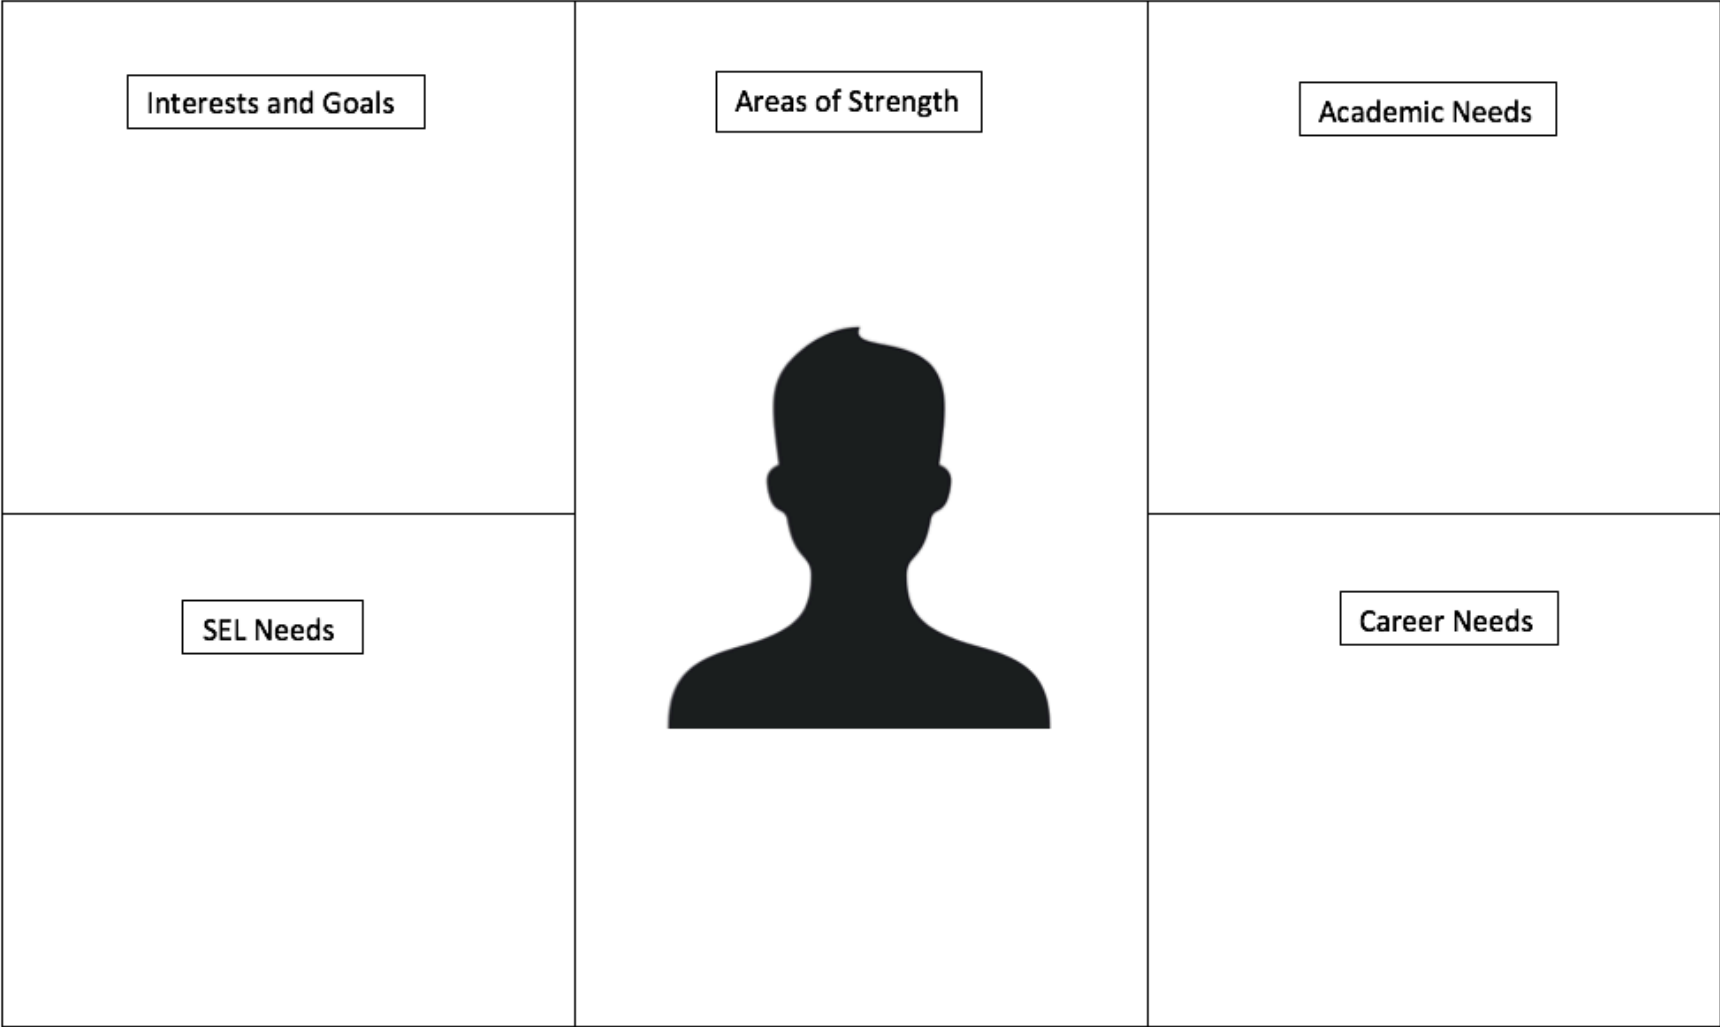 Interests and Goals
Areas of Strength
Academic Needs
SEL Needs
Career Needs